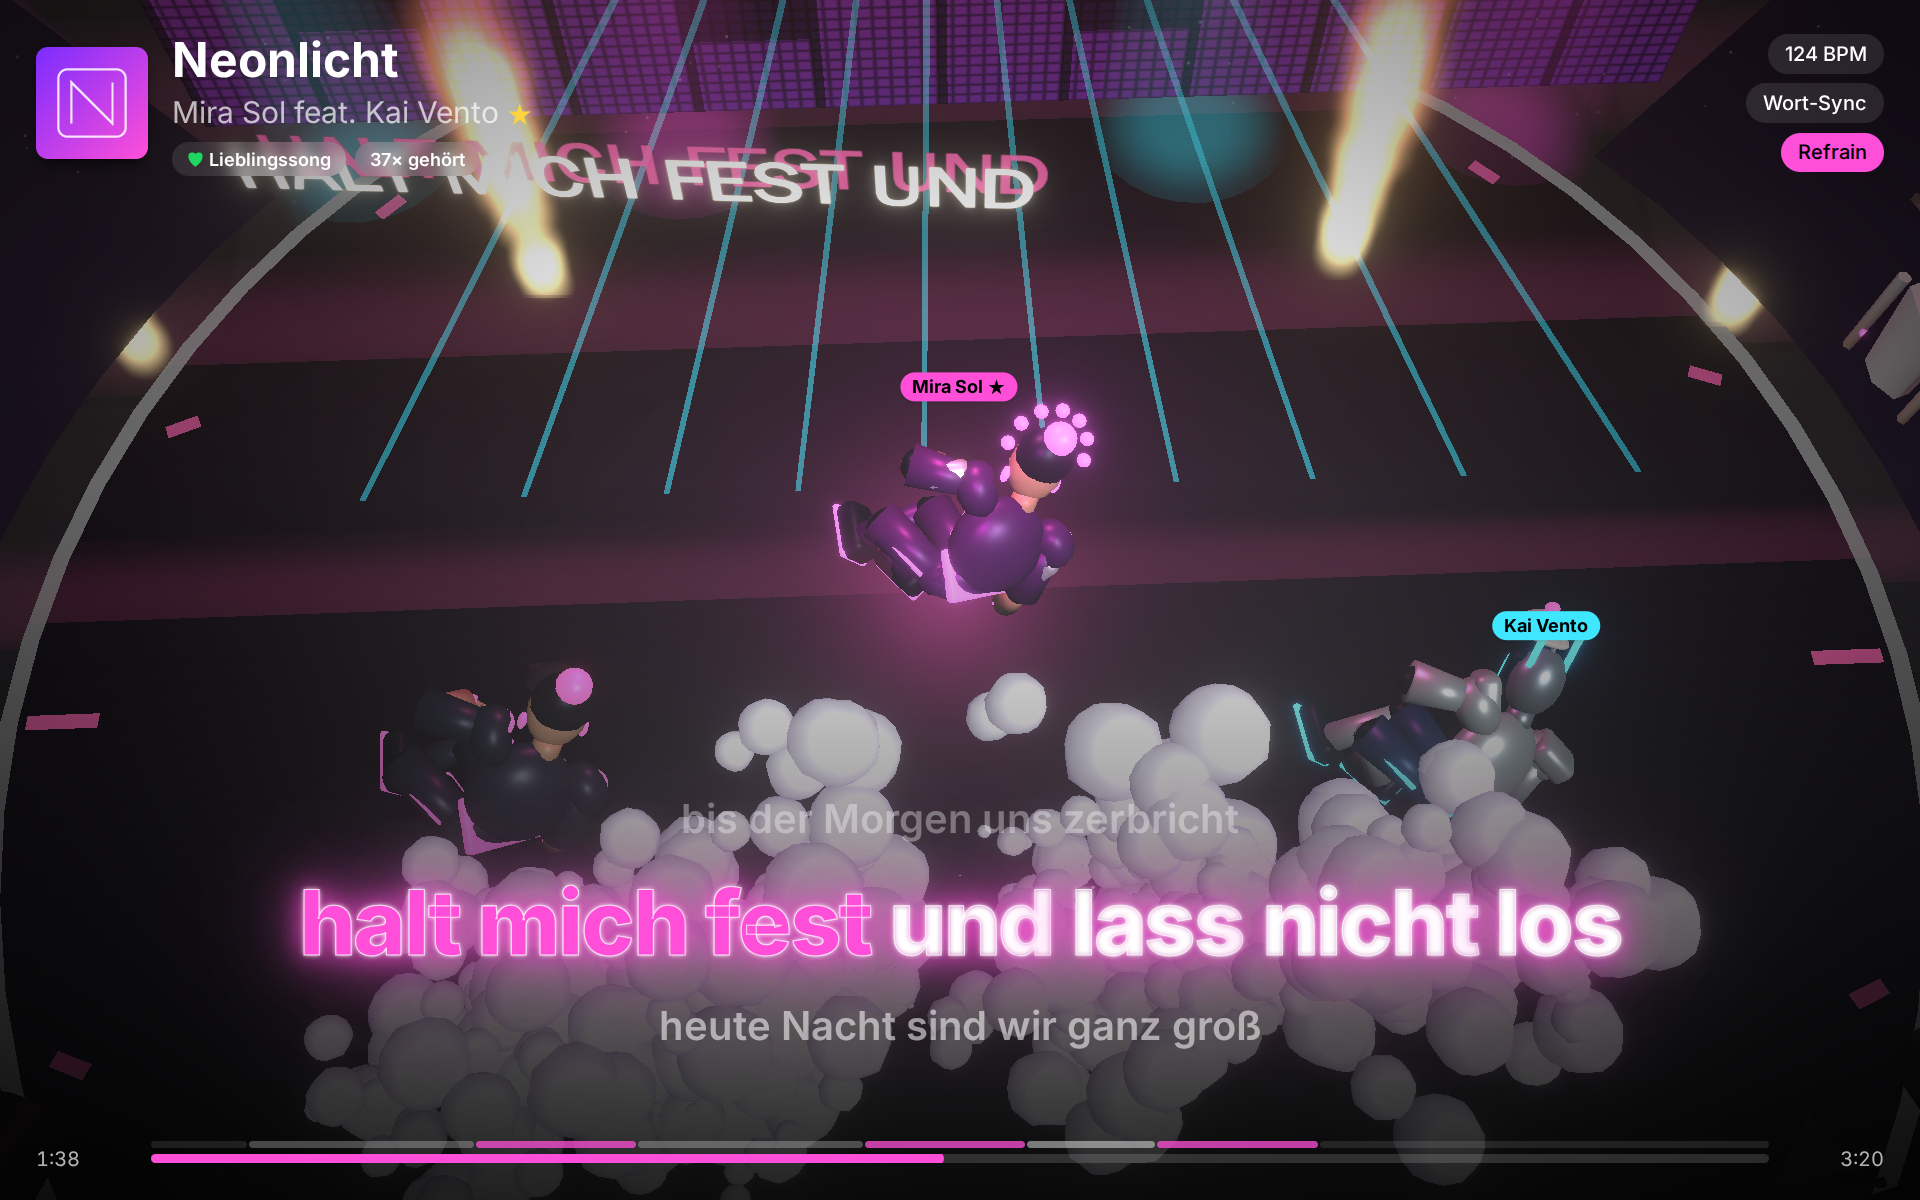 N
Neonlicht
Mira Sol feat. Kai Vento ⭐
💚 Lieblingssong
37× gehört
124 BPM
Wort-Sync
Refrain
HALT MICH FEST UND
Mira Sol ★
Kai Vento
bis der Morgen uns zerbricht
halt mich fest und lass nicht los
heute Nacht sind wir ganz groß
1:38
3:20